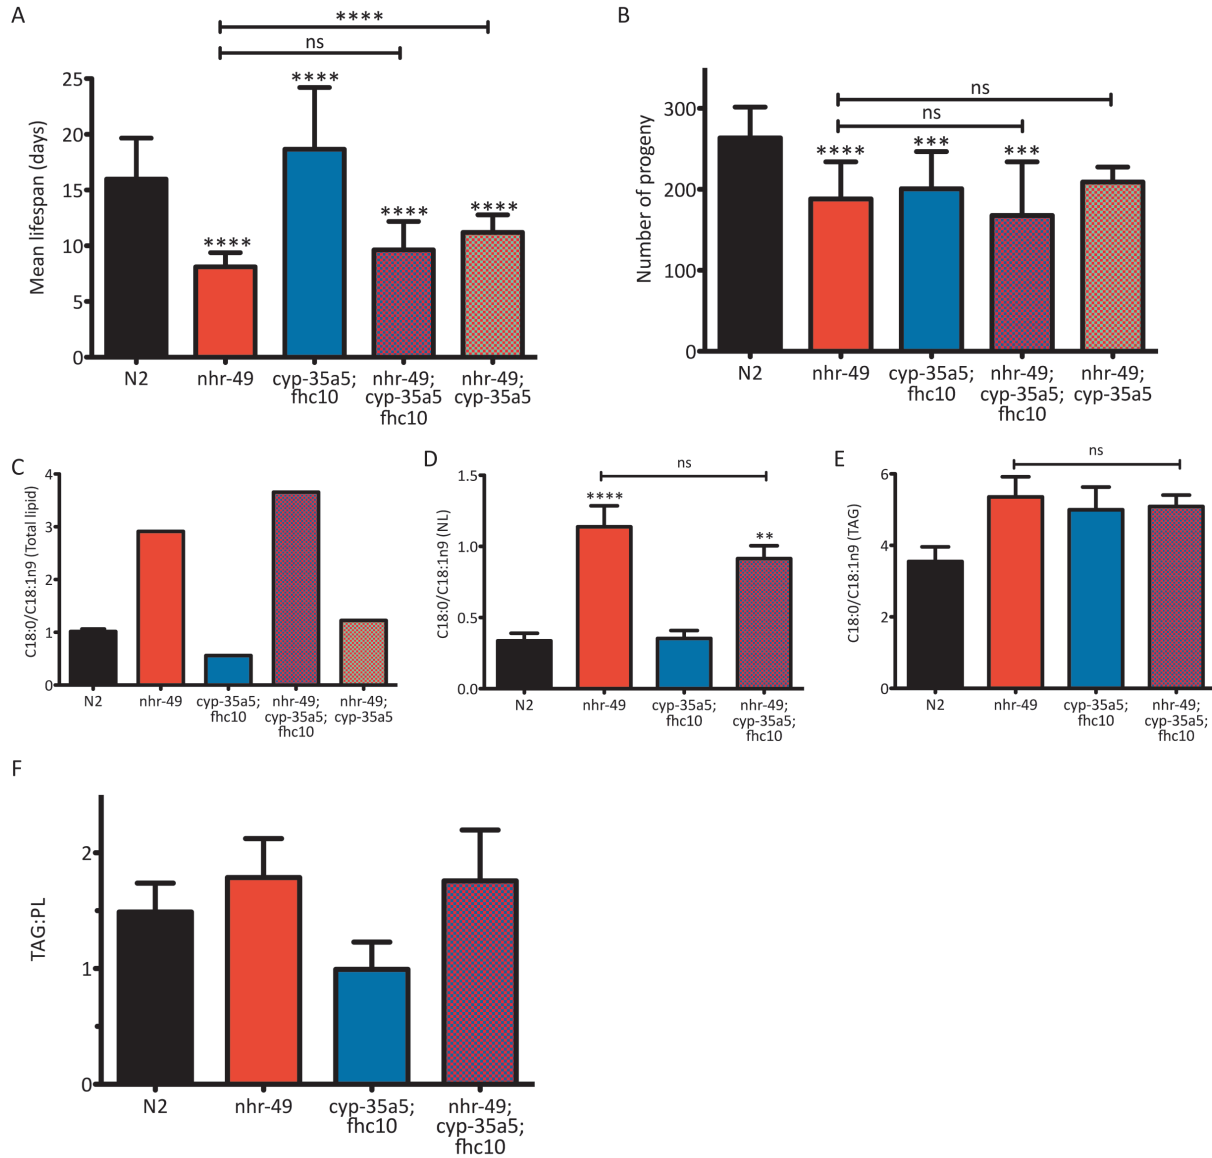 A
****
ns
****
****
****
****
Mean lifespan (days)
25
20
15
10
5
0
N2
nhr-49
cyp-35a5;
fhc10
nhr-49;
cyp-35a5
fhc10
nhr-49;
cyp-35a5
B
ns
ns
****
***
***
Number of progeny
300
200
100
0
N2
nhr-49
cyp-35a5;
fhc10
nhr-49;
cyp-35a5;
fhc10
nhr-49;
cyp-35a5
C
C18:0/C18:1n9 (Total lipid)
4
3
2
1
0
N2
nhr-49
cyp-35a5;
fhc10
nhr-49;
cyp-35a5;
fhc10
nhr-49;
cyp-35a5
D
ns
****
**
C18:0/C18:1n9 (NL)
1.5
1.0
0.5
0.0
N2
nhr-49
cyp-35a5;
fhc10
nhr-49;
cyp-35a5;
fhc10
E
ns
C18:0/C18:1n9 (TAG)
6
4
2
0
N2
nhr-49
cyp-35a5;
fhc10
nhr-49;
cyp-35a5;
fhc10
F
TAG:PL
2
1
0
N2
nhr-49
cyp-35a5;
fhc10
nhr-49;
cyp-35a5;
fhc10